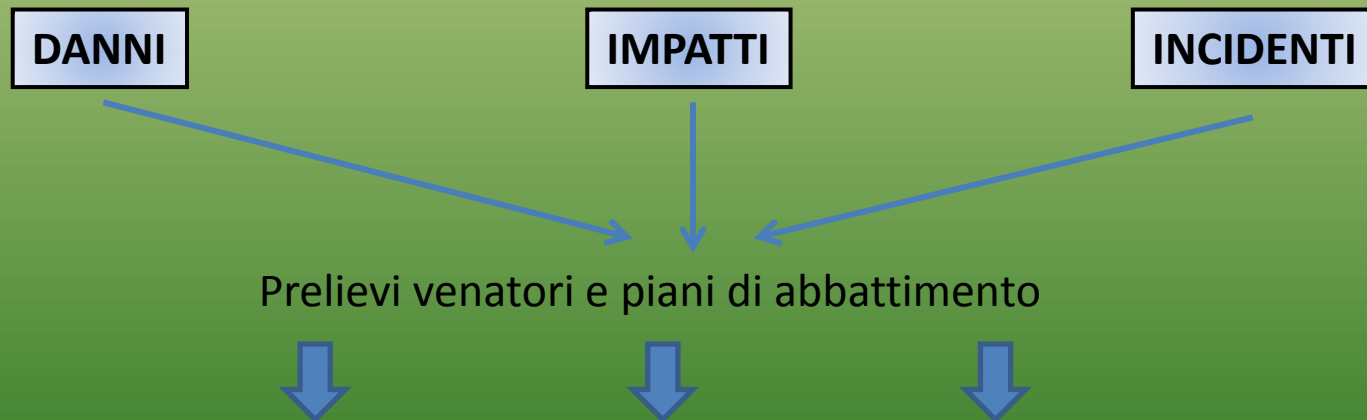 DANNI
IMPATTI
INCIDENTI
Prelievi venatori e piani di abbattimento